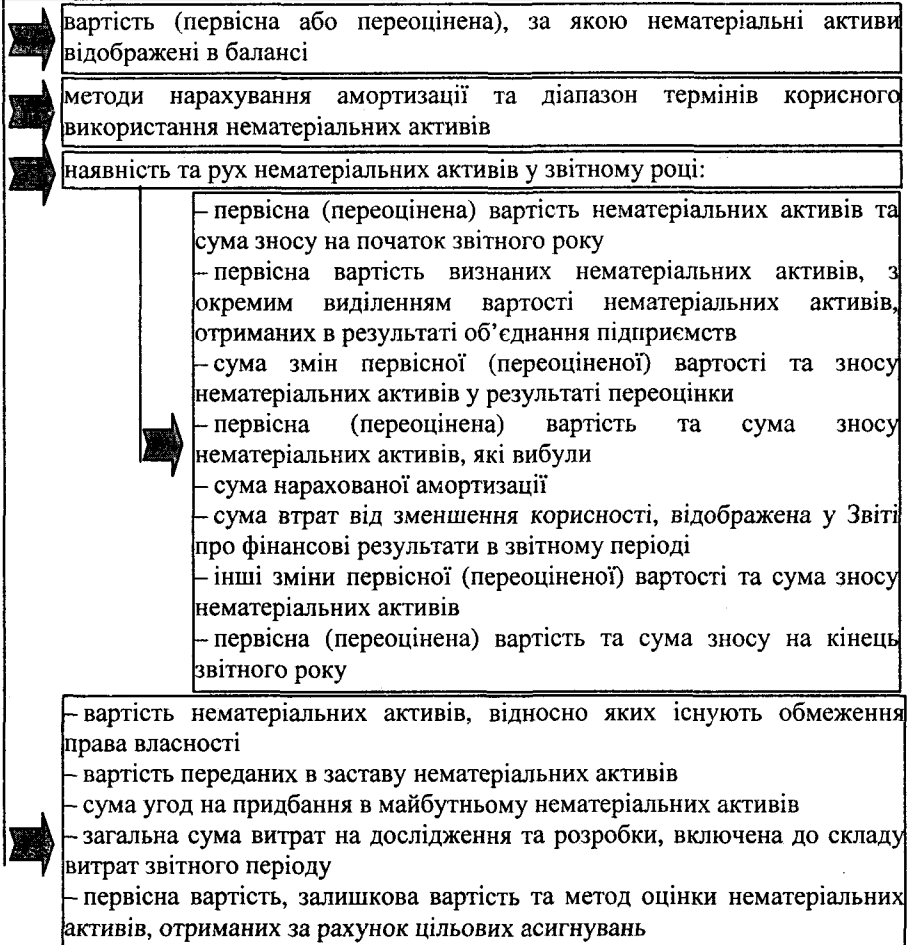 вартість (первісна або переоцінена), за якою нематеріальні активи
відображені в балансі
методи нарахування амортизації та діапазон термінів корисного
використання нематеріальних активів
наявність та рух нематеріальних активів у звітному році:
– первісна (переоцінена) вартість нематеріальних активів та
сума зносу на початок звітного року
– первісна вартість визнаних нематеріальних активів, з
окремим виділенням вартості нематеріальних активів,
отриманих в результаті об’єднання підприємств
– сума змін первісної (переоціненої) вартості та зносу
нематеріальних активів у результаті переоцінки
– первісна (переоцінена) вартість та сума зносу
нематеріальних активів, які вибули
– сума нарахованої амортизації
– сума втрат від зменшення корисності, відображена у Звіті
про фінансові результати в звітному періоді
– інші зміни первісної (переоціненої) вартості та сума зносу
нематеріальних активів
– первісна (переоцінена) вартість та сума зносу на кінець
звітного року
– вартість нематеріальних активів, відносно яких існують обмеження
права власності
– вартість переданих в заставу нематеріальних активів
– сума угод на придбання в майбутньому нематеріальних активів
– загальна сума витрат на дослідження та розробки, включена до складу
витрат звітного періоду
– первісна вартість, залишкова вартість та метод оцінки нематеріальних
активів, отриманих за рахунок цільових асигнувань